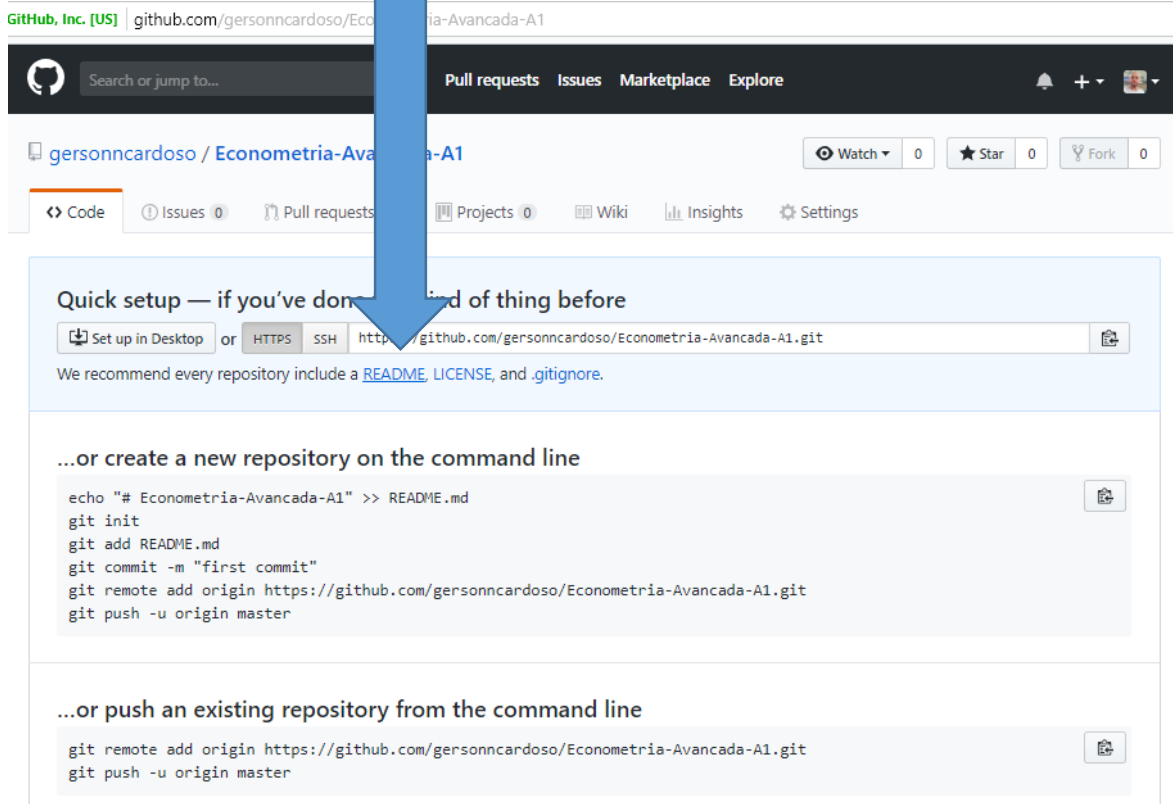 GitHub, Inc. [US] github.com/gersonncardoso/Eco ia-Avancada-A1
Search or jump to... Pull requests Issues Marketplace Explore
gersonncardoso / Econometria-Ava a-A1 Watch 0 Star 0 Fork 0
Code Issues 0 Pull requests Projects 0 Wiki Insights Settings
Quick setup — if you've done ind of thing before
Set up in Desktop or HTTPS SSH http /github.com/gersonncardoso/Econometria-Avancada-A1.git
We recommend every repository include a README, LICENSE, and .gitignore.
…or create a new repository on the command line
echo "# Econometria-Avancada-A1" >> README.md
git init
git add README.md
git commit -m "first commit"
git remote add origin https://github.com/gersonncardoso/Econometria-Avancada-A1.git
git push -u origin master
…or push an existing repository from the command line
git remote add origin https://github.com/gersonncardoso/Econometria-Avancada-A1.git
git push -u origin master